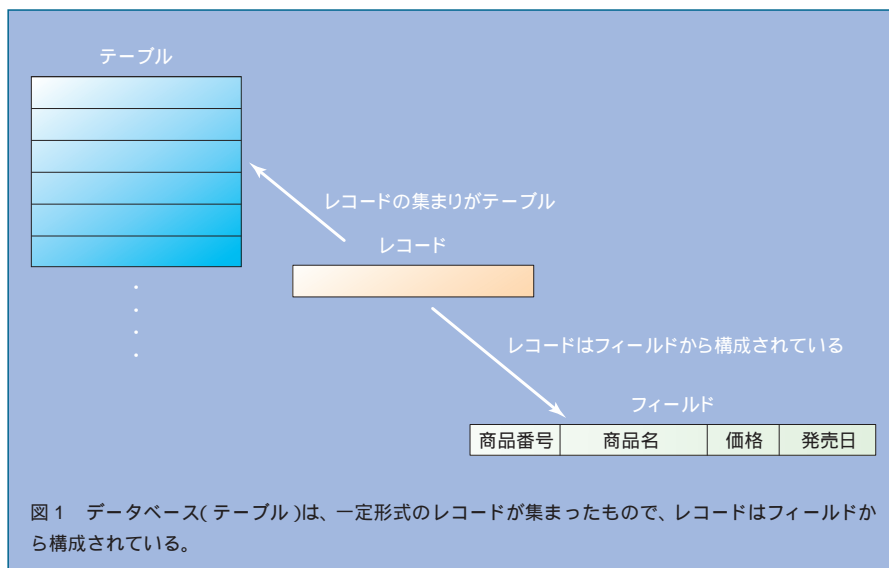 テーブル
レコードの集まりがテーブル
レコード
レコードはフィールドから構成されている
フィールド
商品番号 商品名 価格 発売日
図1 データベース(テーブル)は、一定形式のレコードが集まったもので、レコードはフィールドか
ら構成されている。